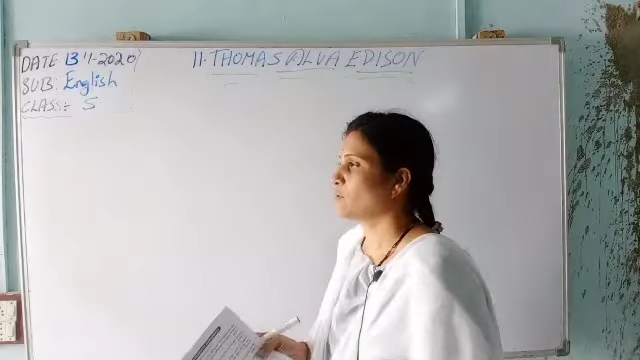 DATE 13-11-2020
11. THOMAS ALVA EDISON
SUB: English
CLASS:- 5